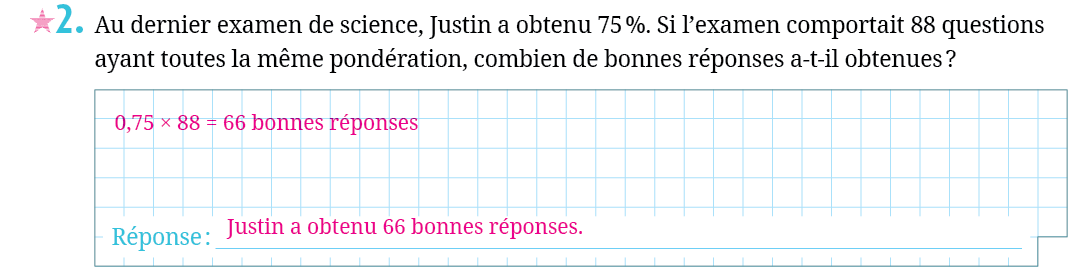 2. Au dernier examen de science, Justin a obtenu 75 %. Si l’examen comportait 88 questions
ayant toutes la même pondération, combien de bonnes réponses a-t-il obtenues ?
0,75 × 88 = 66 bonnes réponses
Réponse : Justin a obtenu 66 bonnes réponses.